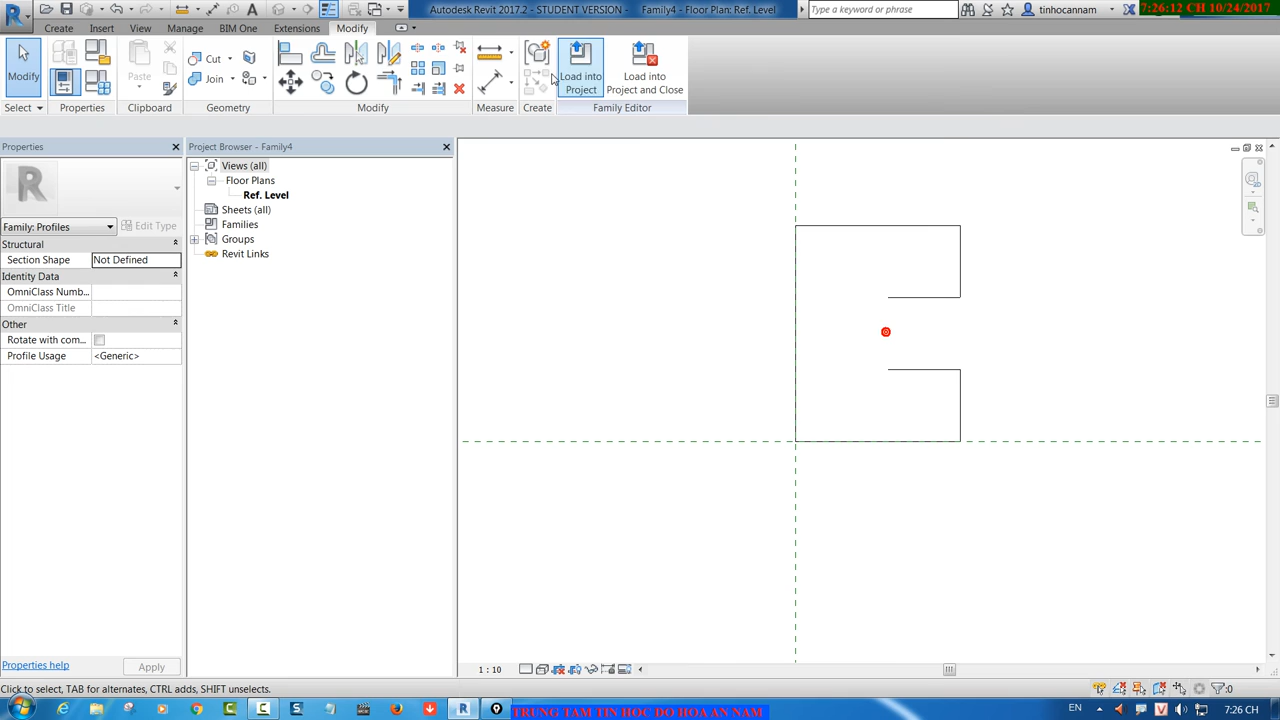 Autodesk Revit 2017.2 - STUDENT VERSION - Family4 - Floor Plan: Ref. Level
Type a keyword or phrase
tinhocannam
7:26:12 CH 10/24/2017
Create
Insert
View
Manage
BIM One
Extensions
Modify
Modify
Paste
Cut
Join
Load into Project
Load into Project and Close
Select
Properties
Clipboard
Geometry
Modify
Measure
Create
Family Editor
Properties
Project Browser - Family4
R
Family: Profiles
Edit Type
Structural
Section Shape
Not Defined
Identity Data
OmniClass Numb...
OmniClass Title
Other
Rotate with com...
Profile Usage
<Generic>
Views (all)
Floor Plans
Ref. Level
Sheets (all)
Families
Groups
Revit Links
Properties help
Apply
1 : 10
Click to select, TAB for alternates, CTRL adds, SHIFT unselects.
:0
TRUNG TAM TIN HOC DO HOA AN NAM
EN
7:26 CH